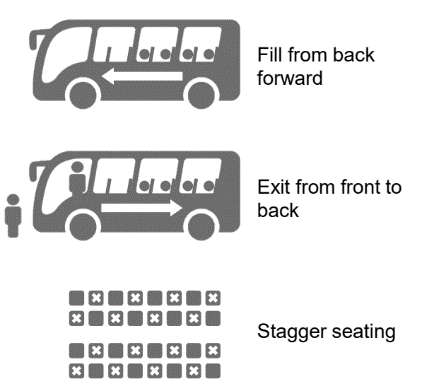 Fill from back
forward
Exit from front to
back
Stagger seating